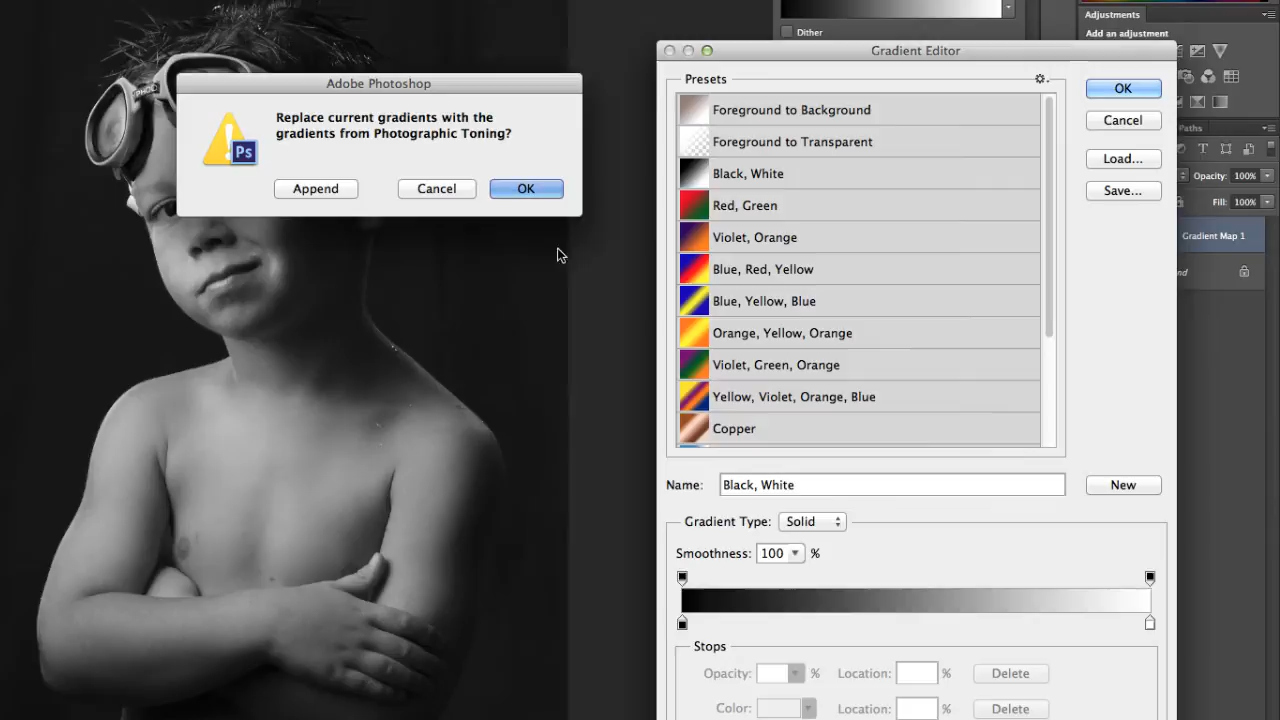 Adobe Photoshop
Replace current gradients with the
gradients from Photographic Toning?
Ps
Append
Cancel
OK
Dither
Gradient Editor
Presets
Foreground to Background
Foreground to Transparent
Black, White
Red, Green
Violet, Orange
Blue, Red, Yellow
Blue, Yellow, Blue
Orange, Yellow, Orange
Violet, Green, Orange
Yellow, Violet, Orange, Blue
Copper
OK
Cancel
Load...
Save...
Name: Black, White
New
Gradient Type: Solid
Smoothness: 100 %
Stops
Opacity: % Location: % Delete
Color: Location: % Delete
Adjustments
Add an adjustment
Paths
Opacity: 100%
Fill: 100%
Gradient Map 1
nd